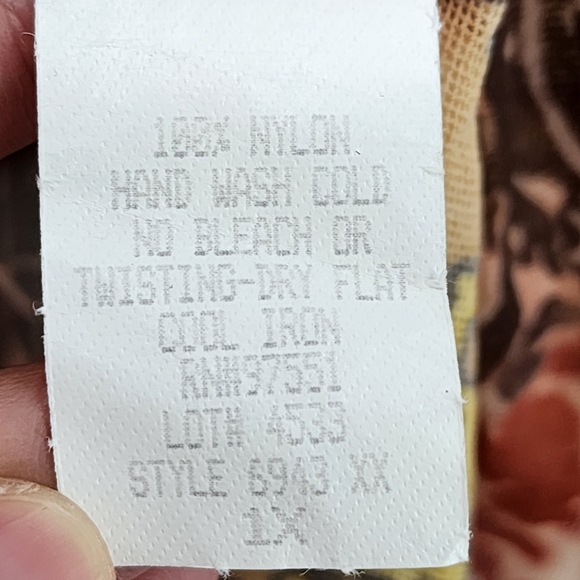 100% NYLON
HAND WASH COLD
NO BLEACH OR
TWISTING-DRY FLAT
COOL IRON
RN#97551
LOT# 4533
STYLE 6943 XX
1X